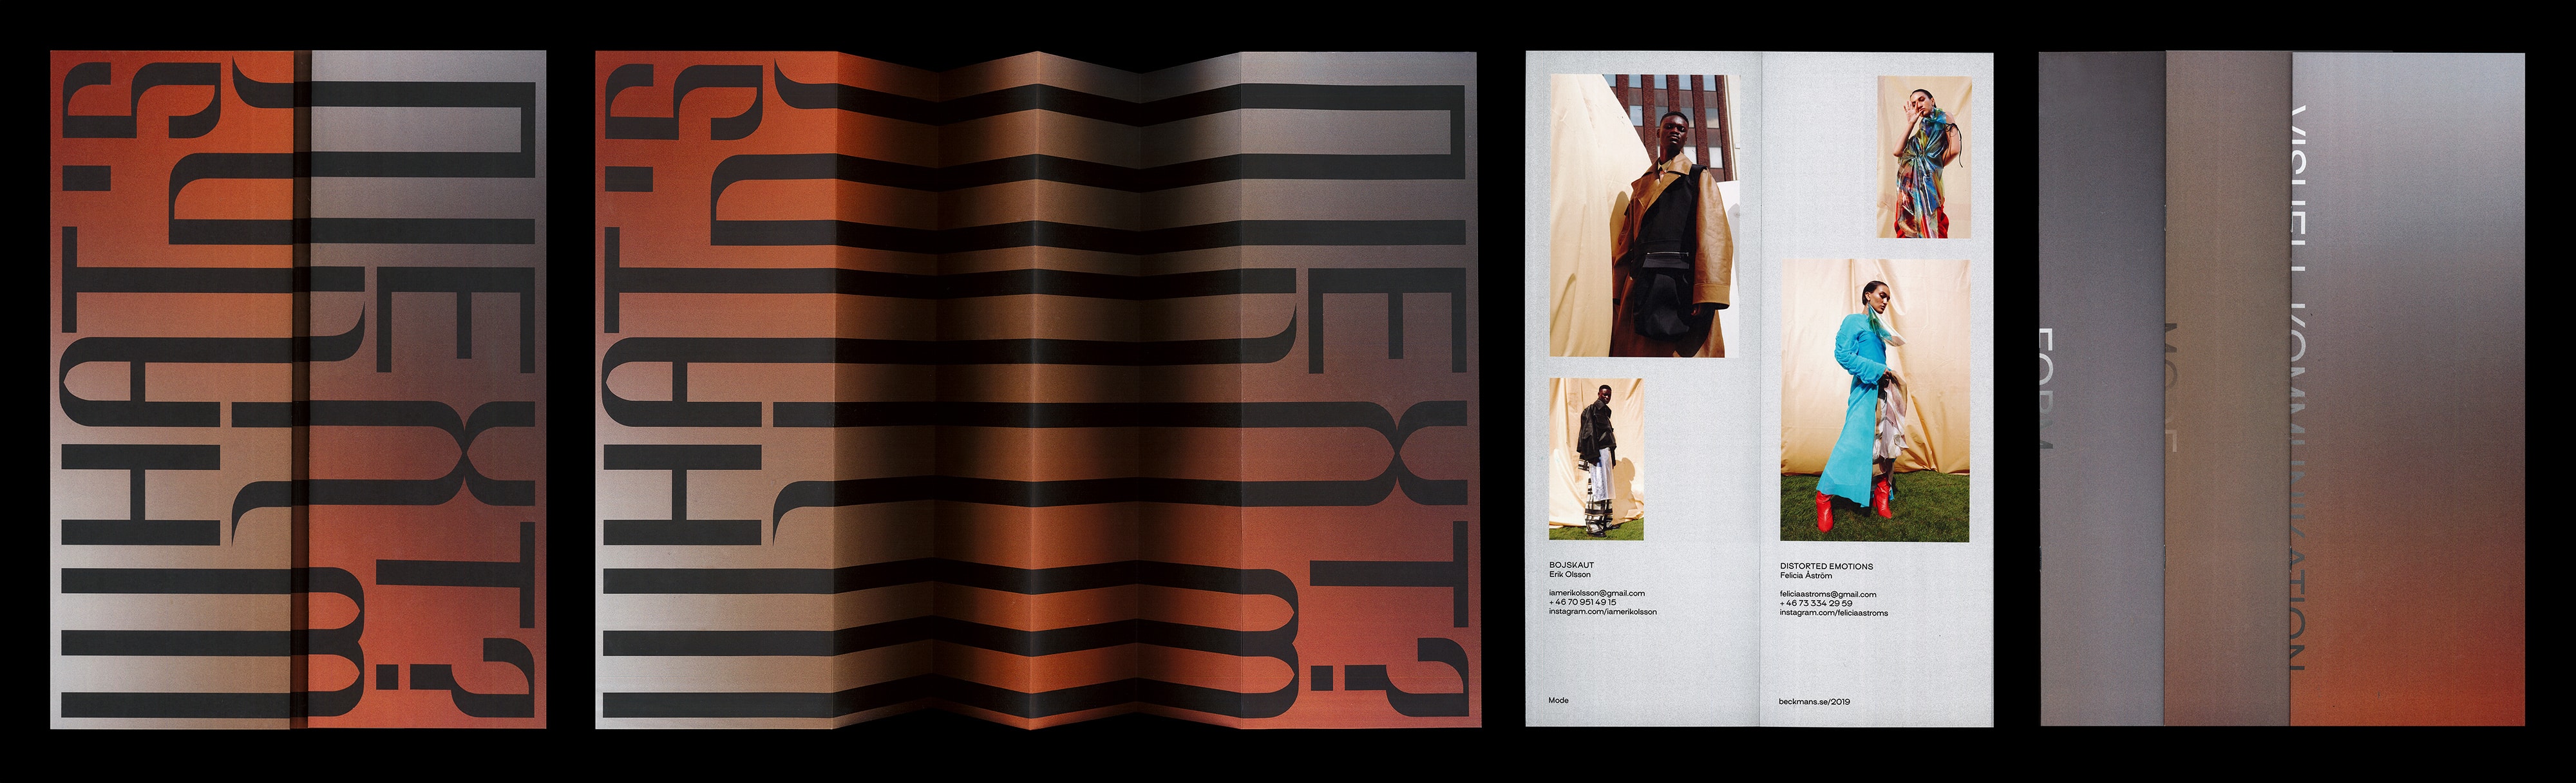 WHAT'S
NEXT?
WHAT'S
NEXT?
BOJSKAUT
Erik Olsson
iamerikolsson@gmail.com
+ 46 70 951 49 15
instagram.com/iamerikolsson
Mode
DISTORTED EMOTIONS
Felicia Åström
feliciaastroms@gmail.com
+ 46 73 334 29 59
instagram.com/feliciaastroms
beckmans.se/2019
FORM
MODE
VISUELL KOMMUNIKATION